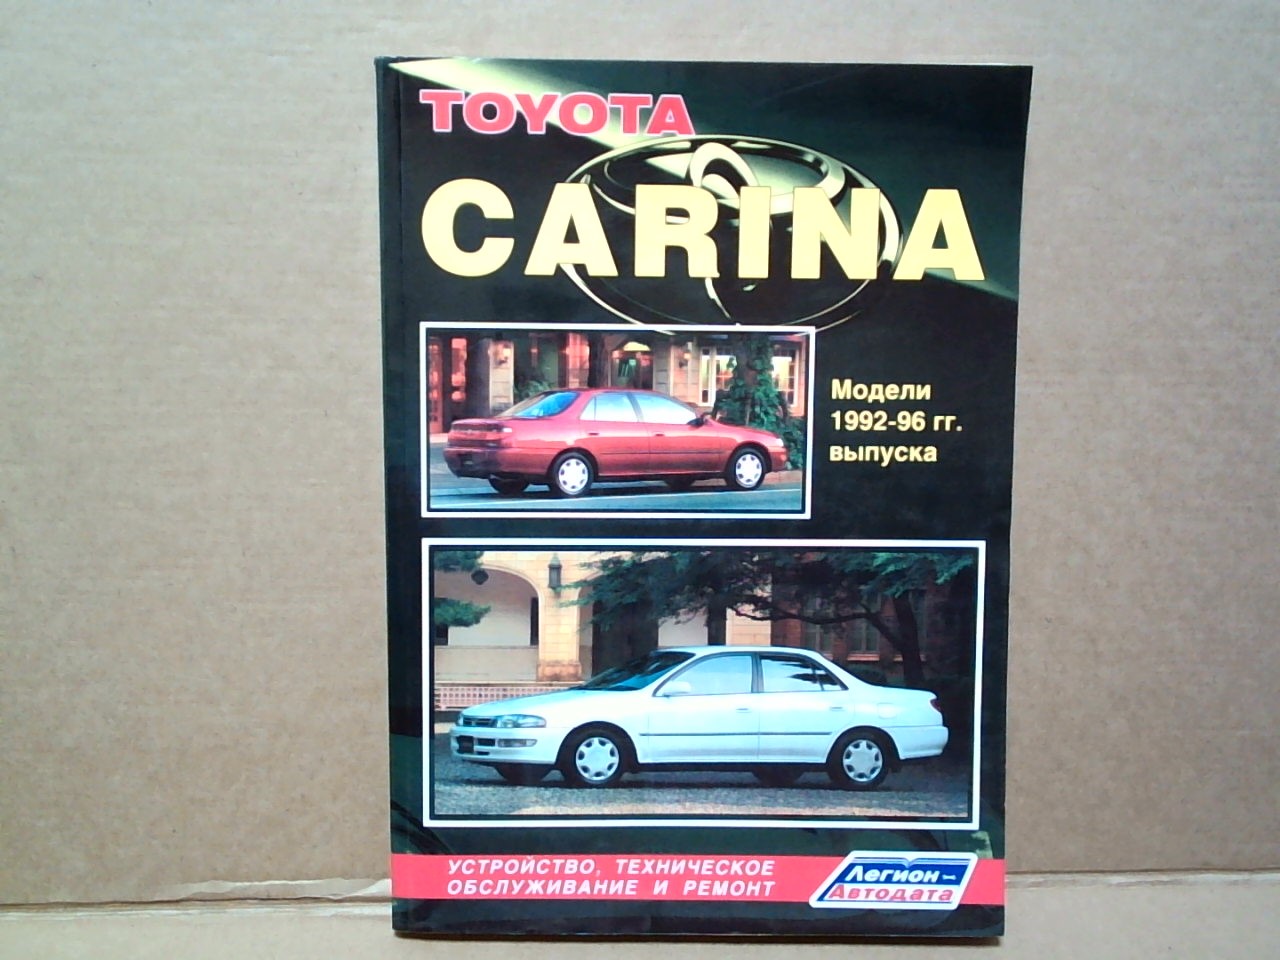 TOYOTA
CARINA
Модели
1992-96 гг.
выпуска
УСТРОЙСТВО, ТЕХНИЧЕСКОЕ
ОБСЛУЖИВАНИЕ И РЕМОНТ
Легион-
Автодата